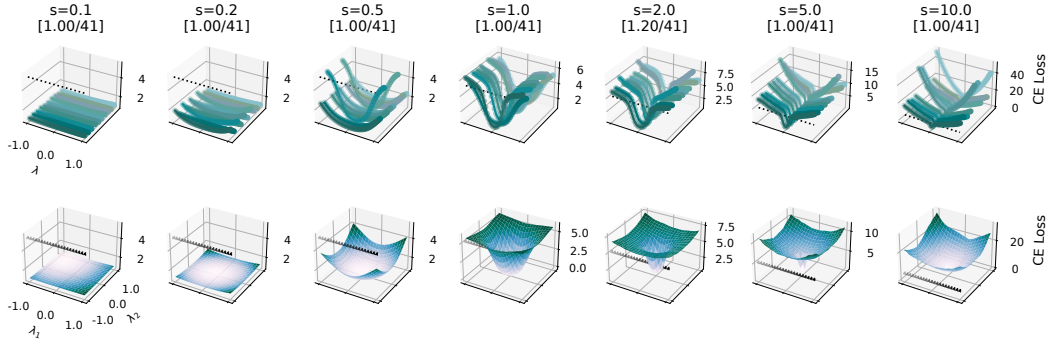 s=0.1 s=0.2 s=0.5 s=1.0 s=2.0 s=5.0 s=10.0
[1.00/41] [1.00/41] [1.00/41] [1.00/41] [1.20/41] [1.00/41] [1.00/41]
4 2 4 2 4 2 6 4 2 7.5 5.0 2.5 15 10 5 40 20 0 CE Loss
-1.0 0.0 1.0
λ
4 2 4 2 4 2 5.0 2.5 0.0 7.5 5.0 2.5 10 5 20 0 CE Loss
-1.0 0.0 1.0 -1.0 0.0 1.0
λ1 λ2